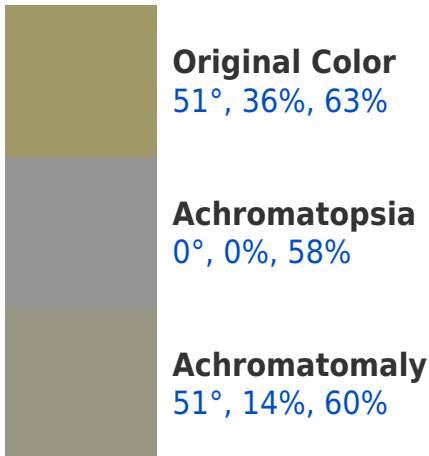 Original Color
51°, 36%, 63%
Achromatopsia
0°, 0%, 58%
Achromatomaly
51°, 14%, 60%